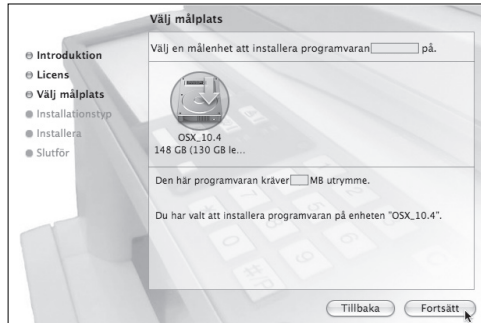 Välj målplats
Introduktion
Licens
Välj målplats
Installationstyp
Installera
Slutför
Välj en målenhet att installera programvaran på.
OSX_10.4
148 GB (130 GB le...
Den här programvaran kräver MB utrymme.
Du har valt att installera programvaran på enheten "OSX_10.4".
Tillbaka
Fortsätt